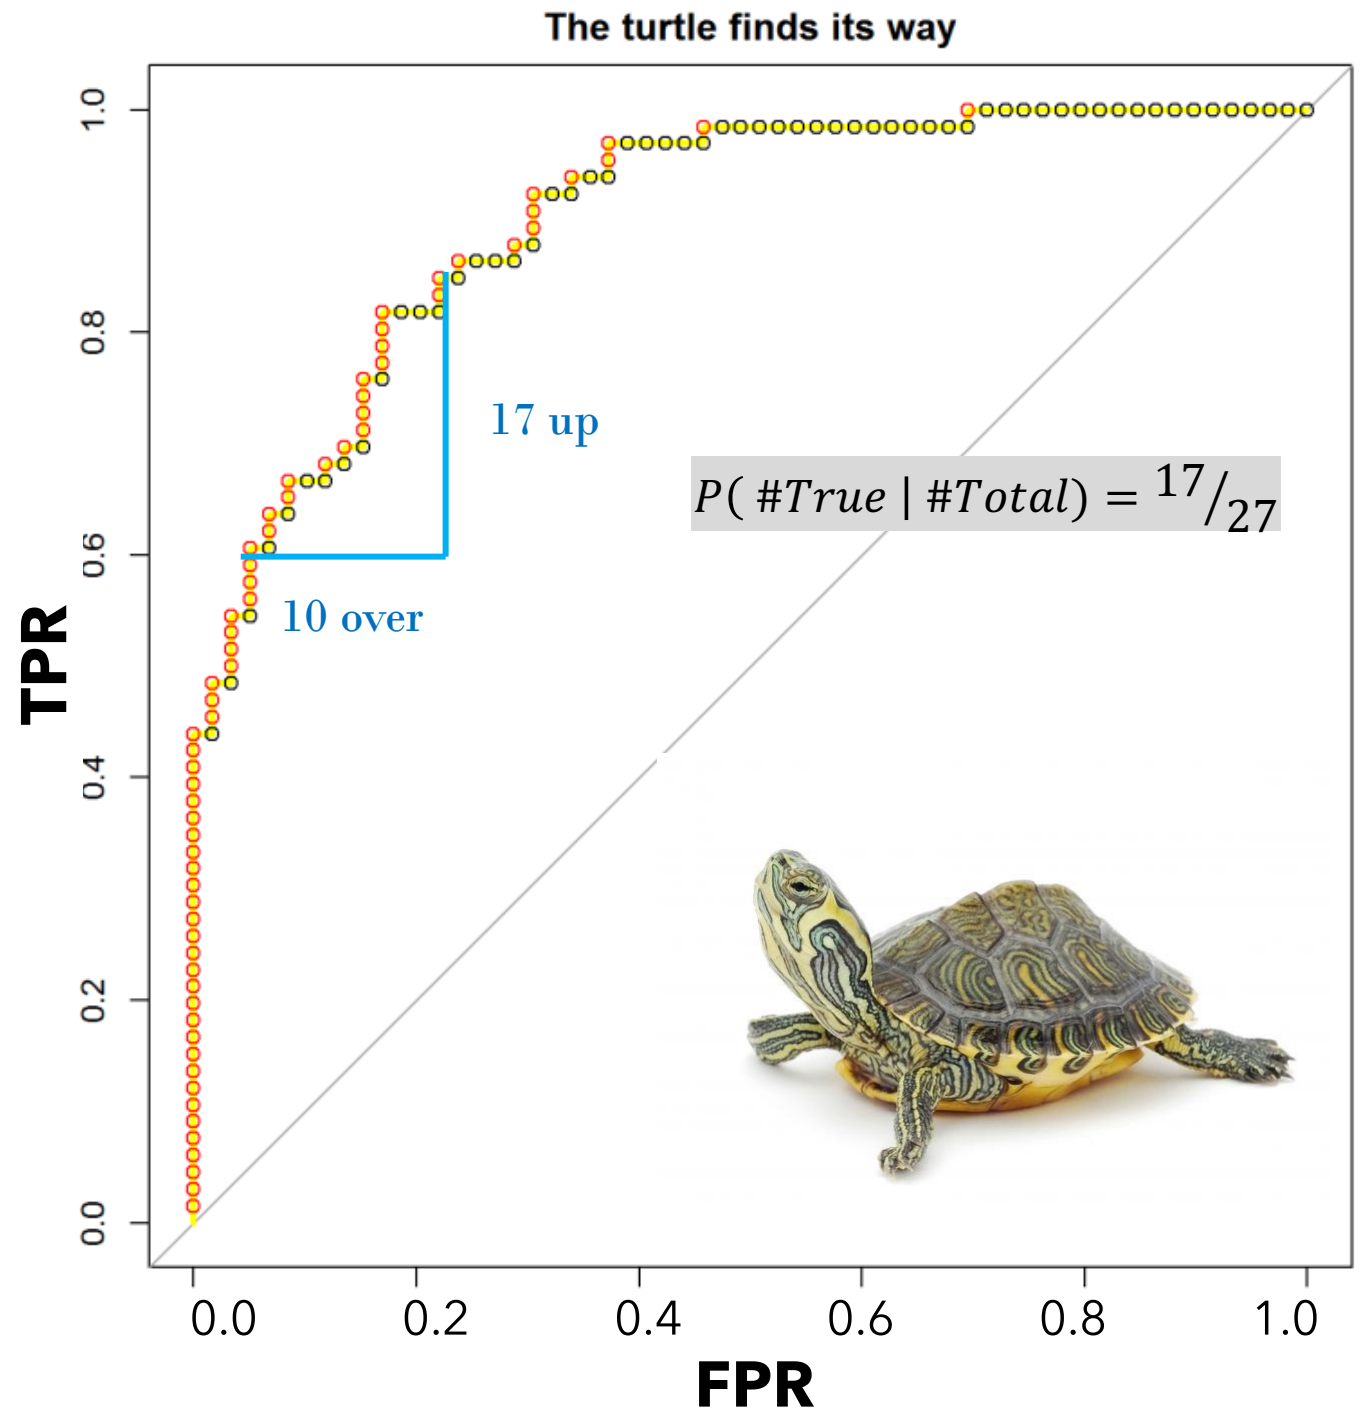 The turtle finds its way
1.0
0.8
0.6
0.4
0.2
0.0
TPR
17 up
10 over
P( #True | #Total) = 17/27
0.0 0.2 0.4 0.6 0.8 1.0
FPR